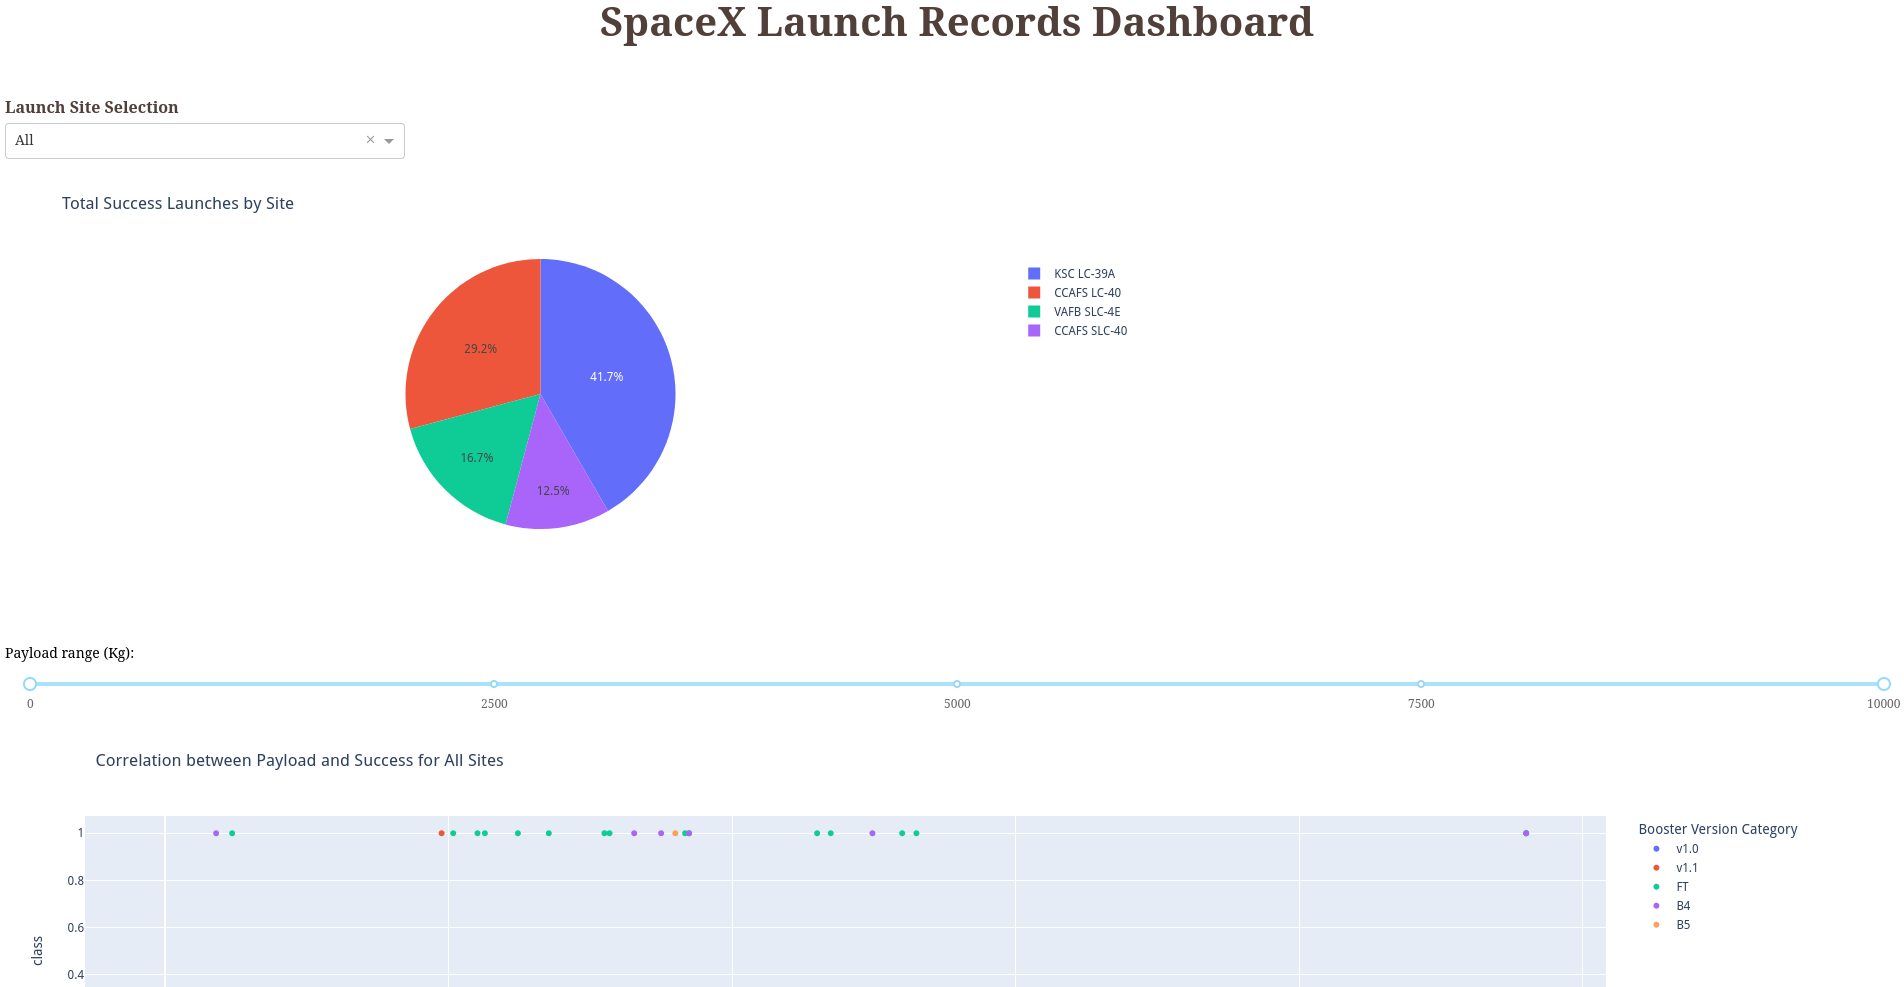 SpaceX Launch Records Dashboard
Launch Site Selection
All ×
Total Success Launches by Site
KSC LC-39A
CCAFS LC-40
VAFB SLC-4E
CCAFS SLC-40
29.2%
41.7%
16.7%
12.5%
Payload range (Kg):
0 2500 5000 7500 10000
Correlation between Payload and Success for All Sites
Booster Version Category
v1.0
v1.1
FT
B4
B5
1
0.8
0.6
0.4
class